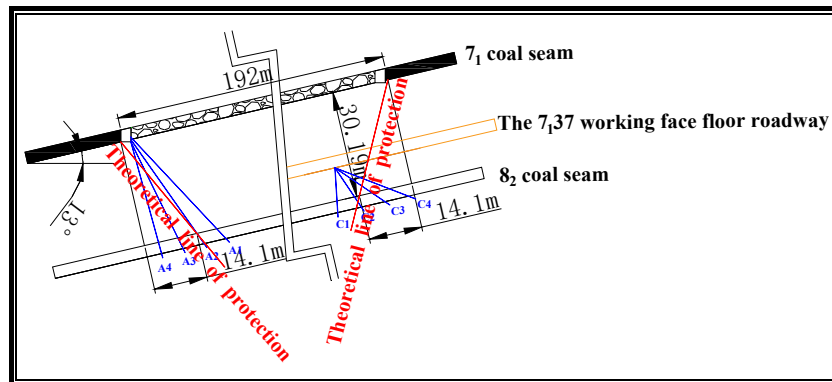 7₁ coal seam
192m
30.19m
The 7₁37 working face floor roadway
8₂ coal seam
13°
Theoretical line of protection
Theoretical line of protection
A4
A3
A2
A1
14.1m
C1
C3
C4
14.1m